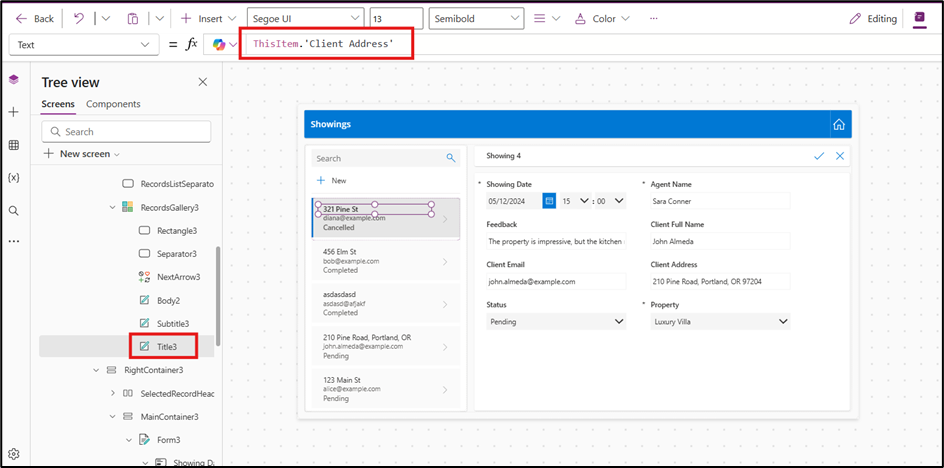 Back
Insert
Segoe UI
13
Semibold
Color
...
Editing
Text
= fx
ThisItem.'Client Address'
Tree view
Screens
Components
Search
New screen
RecordsListSeparato
RecordsGallery3
Rectangle3
Separator3
NextArrow3
Body2
Subtitle3
Title3
RightContainer3
SelectedRecordHeac
MainContainer3
Form3
Showing Da
Showings
Search
New
321 Pine St
diana@example.com
Cancelled
456 Elm St
bob@example.com
Completed
asdasdasd
asdasd@afjakf
Completed
210 Pine Road, Portland, OR
john.almeda@example.com
Pending
123 Main St
alice@example.com
Pending
Showing 4
* Showing Date
* Agent Name
05/12/2024 15 : 00
Sara Conner
Feedback
Client Full Name
The property is impressive, but the kitchen
John Almeda
Client Email
Client Address
john.almeda@example.com
210 Pine Road, Portland, OR 97204
Status
* Property
Pending
Luxury Villa